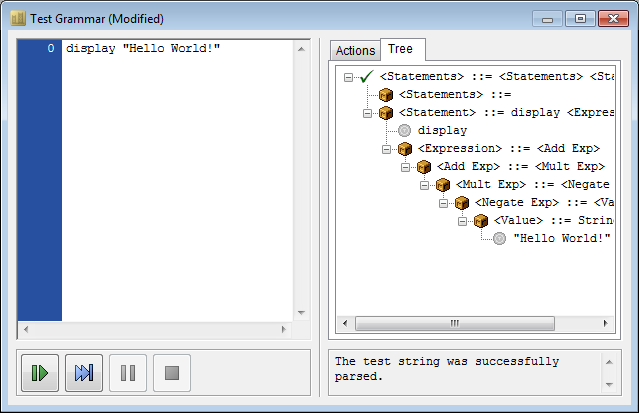 Test Grammar (Modified)
0 display "Hello World!"
Actions Tree
<Statements> ::= <Statements> <Sta
<Statements> ::=
<Statement> ::= display <Expres
display
<Expression> ::= <Add Exp>
<Add Exp> ::= <Mult Exp>
<Mult Exp> ::= <Negate
<Negate Exp> ::= <Va
<Value> ::= Strin
"Hello World!"
The test string was successfully
parsed.